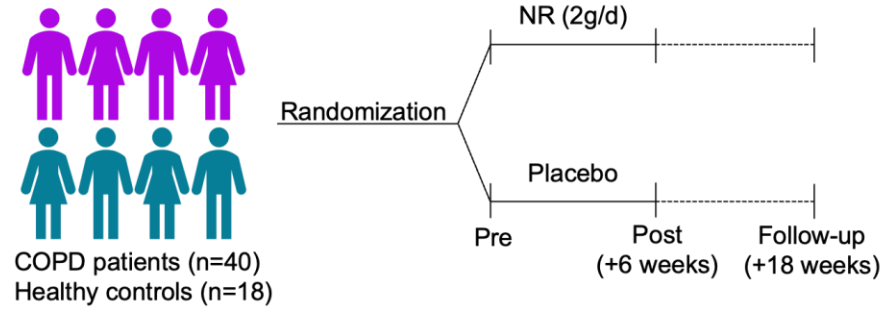 NR (2g/d)
Randomization
Placebo
Pre
Post
(+6 weeks)
Follow-up
(+18 weeks)
COPD patients (n=40)
Healthy controls (n=18)